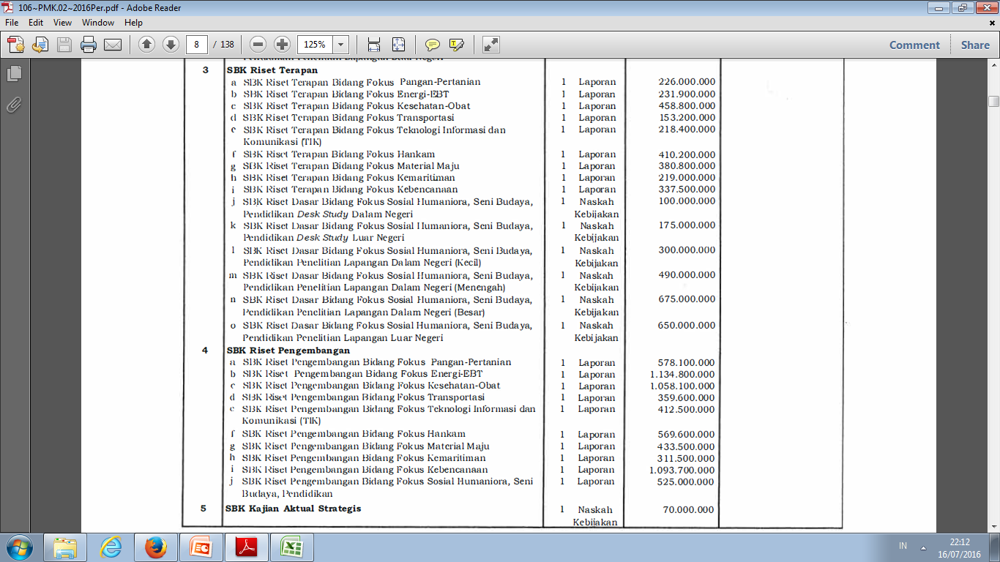 106~PMK.02~2016Per.pdf - Adobe Reader
File Edit View Window Help
8 / 138 125% Comment Share
3 SBK Riset Terapan
a SBK Riset Terapan Bidang Fokus Pangan-Pertanian 1 Laporan 226.000.000
b SBK Riset Terapan Bidang Fokus Energi-EBT 1 Laporan 231.900.000
c SBK Riset Terapan Bidang Fokus Kesehatan-Obat 1 Laporan 458.800.000
d SBK Riset Terapan Bidang Fokus Transportasi 1 Laporan 153.200.000
e SBK Riset Terapan Bidang Fokus Teknologi Informasi dan 1 Laporan 218.400.000
Komunikasi (TIK)
f SBK Riset Terapan Bidang Fokus Hankam 1 Laporan 410.200.000
g SBK Riset Terapan Bidang Fokus Material Maju 1 Laporan 380.800.000
h SBK Riset Terapan Bidang Fokus Kemaritiman 1 Laporan 219.000.000
i SBK Riset Terapan Bidang Fokus Kebencanaan 1 Laporan 337.500.000
j SBK Riset Dasar Bidang Fokus Sosial Humaniora, Seni Budaya, 1 Naskah 100.000.000
Pendidikan Desk Study Dalam Negeri Kebijakan
k SBK Riset Dasar Bidang Fokus Sosial Humaniora, Seni Budaya, 1 Naskah 175.000.000
Pendidikan Desk Study Luar Negeri Kebijakan
l SBK Riset Dasar Bidang Fokus Sosial Humaniora, Seni Budaya, 1 Naskah 300.000.000
Pendidikan Penelitian Lapangan Dalam Negeri (Kecil) Kebijakan
m SBK Riset Dasar Bidang Fokus Sosial Humaniora, Seni Budaya, 1 Naskah 490.000.000
Pendidikan Penelitian Lapangan Dalam Negeri (Menengah) Kebijakan
n SBK Riset Dasar Bidang Fokus Sosial Humaniora, Seni Budaya, 1 Naskah 675.000.000
Pendidikan Penelitian Lapangan Dalam Negeri (Besar) Kebijakan
o SBK Riset Dasar Bidang Fokus Sosial Humaniora, Seni Budaya, 1 Naskah 650.000.000
Pendidikan Penelitian Lapangan Luar Negeri Kebijakan
4 SBK Riset Pengembangan
a SBK Riset Pengembangan Bidang Fokus Pangan-Pertanian 1 Laporan 578.100.000
b SBK Riset Pengembangan Bidang Fokus Energi-EBT 1 Laporan 1.134.800.000
c SBK Riset Pengembangan Bidang Fokus Kesehatan-Obat 1 Laporan 1.058.100.000
d SBK Riset Pengembangan Bidang Fokus Transportasi 1 Laporan 359.600.000
e SBK Riset Pengembangan Bidang Fokus Teknologi Informasi dan 1 Laporan 412.500.000
Komunikasi (TIK)
f SBK Riset Pengembangan Bidang Fokus Hankam 1 Laporan 569.600.000
g SBK Riset Pengembangan Bidang Fokus Material Maju 1 Laporan 433.500.000
h SBK Riset Pengembangan Bidang Fokus Kemaritiman 1 Laporan 311.500.000
i SBK Riset Pengembangan Bidang Fokus Kebencanaan 1 Laporan 1.093.700.000
j SBK Riset Pengembangan Bidang Fokus Sosial Humaniora, Seni 1 Laporan 525.000.000
Budaya, Pendidikan
5 SBK Kajian Aktual Strategis 1 Naskah 70.000.000
Kebijakan
IN 22:12
16/07/2016